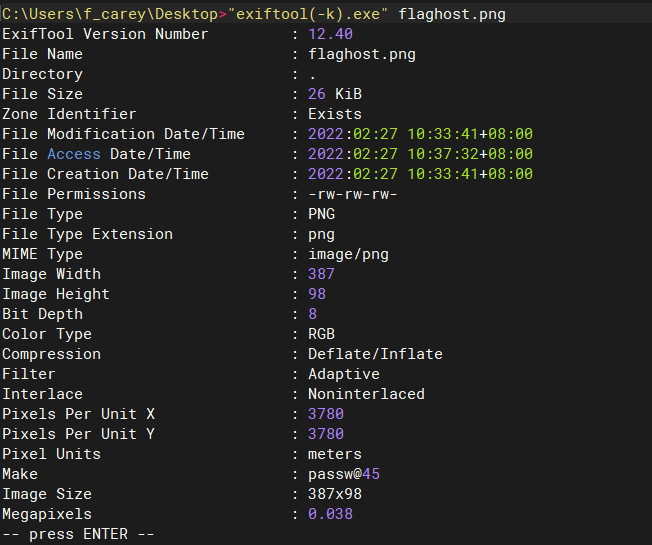 C:\Users\f_carey\Desktop>"exiftool(-k).exe" flaghost.png
ExifTool Version Number : 12.40
File Name : flaghost.png
Directory : .
File Size : 26 KiB
Zone Identifier : Exists
File Modification Date/Time : 2022:02:27 10:33:41+08:00
File Access Date/Time : 2022:02:27 10:37:32+08:00
File Creation Date/Time : 2022:02:27 10:33:41+08:00
File Permissions : -rw-rw-rw-
File Type : PNG
File Type Extension : png
MIME Type : image/png
Image Width : 387
Image Height : 98
Bit Depth : 8
Color Type : RGB
Compression : Deflate/Inflate
Filter : Adaptive
Interlace : Noninterlaced
Pixels Per Unit X : 3780
Pixels Per Unit Y : 3780
Pixel Units : meters
Make : passw@45
Image Size : 387x98
Megapixels : 0.038
-- press ENTER --